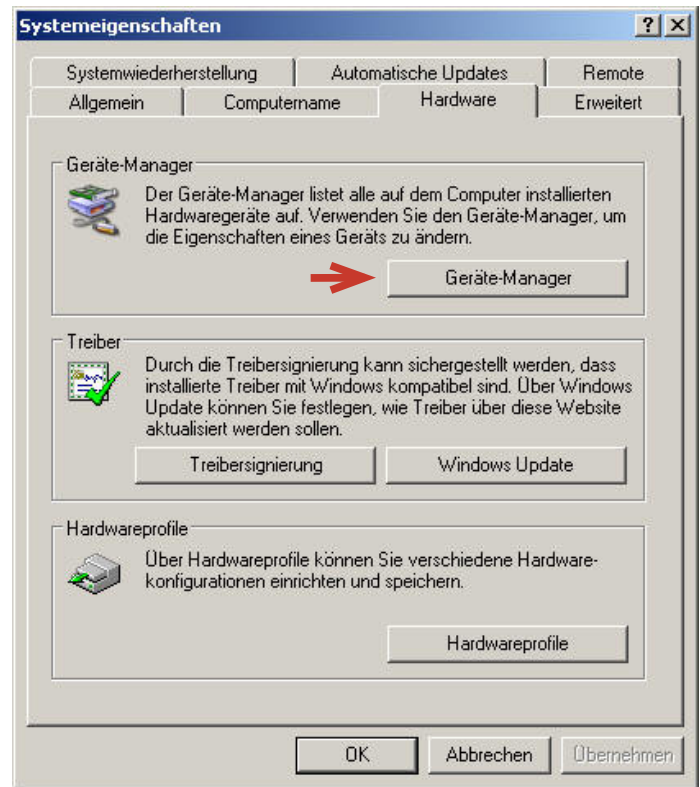 Systemeigenschaften
Systemwiederherstellung Automatische Updates Remote
Allgemein Computername Hardware Erweitert
Geräte-Manager
Der Geräte-Manager listet alle auf dem Computer installierten
Hardwaregeräte auf. Verwenden Sie den Geräte-Manager, um
die Eigenschaften eines Geräts zu ändern.
Geräte-Manager
Treiber
Durch die Treibersignierung kann sichergestellt werden, dass
installierte Treiber mit Windows kompatibel sind. Über Windows
Update können Sie festlegen, wie Treiber über diese Website
aktualisiert werden sollen.
Treibersignierung Windows Update
Hardwareprofile
Über Hardwareprofile können Sie verschiedene Hardware-
konfigurationen einrichten und speichern.
Hardwareprofile
OK Abbrechen Übernehmen